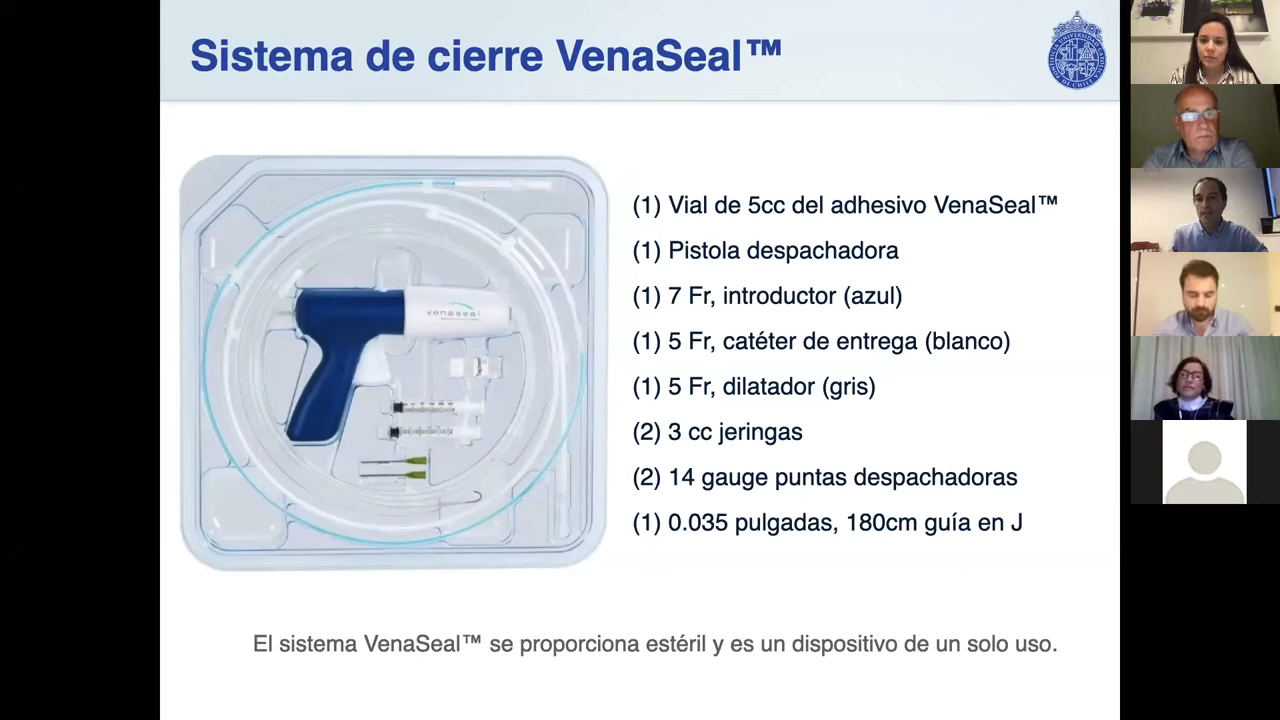 Sistema de cierre VenaSeal™
(1) Vial de 5cc del adhesivo VenaSeal™
(1) Pistola despachadora
(1) 7 Fr, introductor (azul)
(1) 5 Fr, catéter de entrega (blanco)
(1) 5 Fr, dilatador (gris)
(2) 3 cc jeringas
(2) 14 gauge puntas despachadoras
(1) 0.035 pulgadas, 180cm guía en J
venaseal
El sistema VenaSeal™ se proporciona estéril y es un dispositivo de un solo uso.